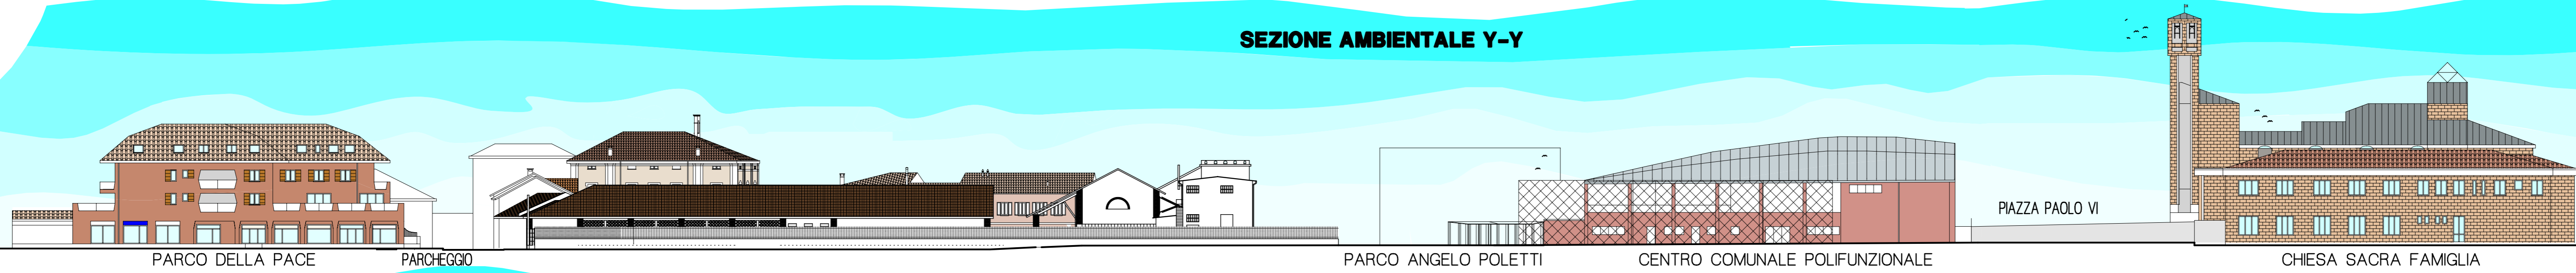 SEZIONE AMBIENTALE Y-Y
PIAZZA PAOLO VI
PARCO DELLA PACE
PARCHEGGIO
PARCO ANGELO POLETTI
CENTRO COMUNALE POLIFUNZIONALE
CHIESA SACRA FAMIGLIA